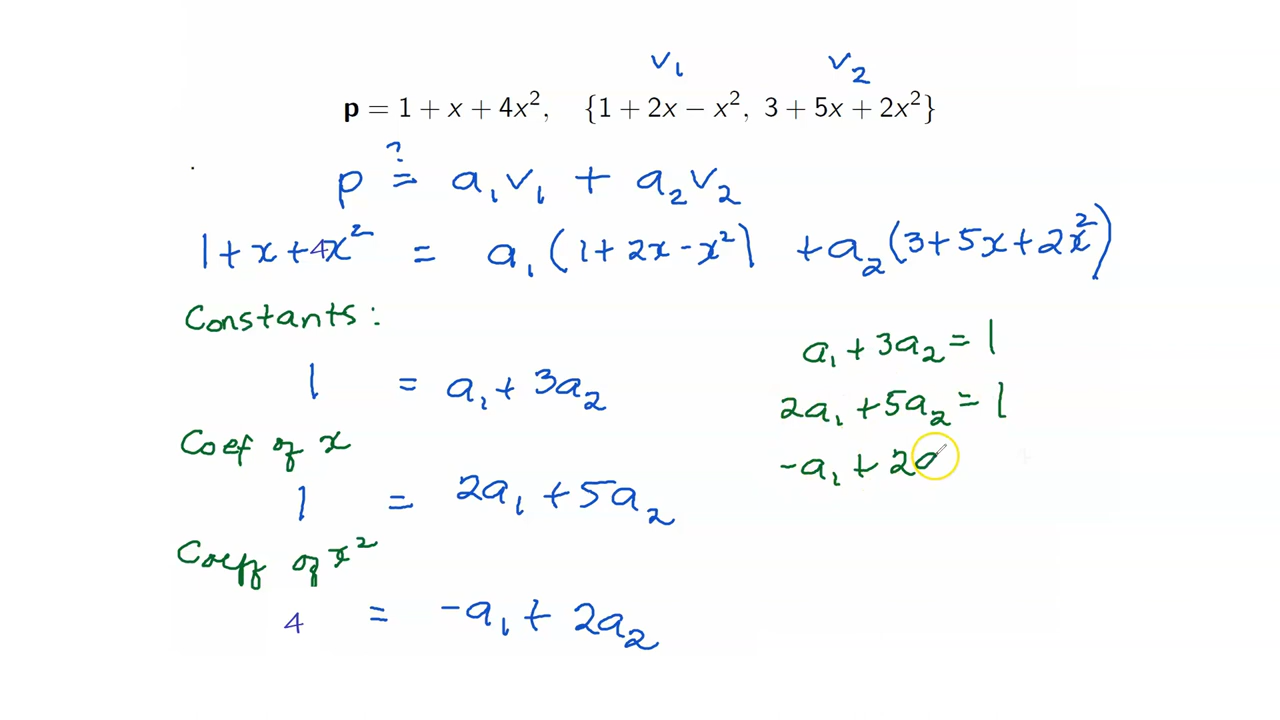 v₁ v₂
p = 1 + x + 4x², {1 + 2x − x², 3 + 5x + 2x²}
p ?= a₁v₁ + a₂v₂
1 + x + 4x² = a₁(1 + 2x − x²) + a₂(3 + 5x + 2x²)
Constants:
1 = a₁ + 3a₂
Coef of x
1 = 2a₁ + 5a₂
Coeff of x²
4 = -a₁ + 2a₂
a₁ + 3a₂ = 1
2a₁ + 5a₂ = 1
-a₁ + 2a